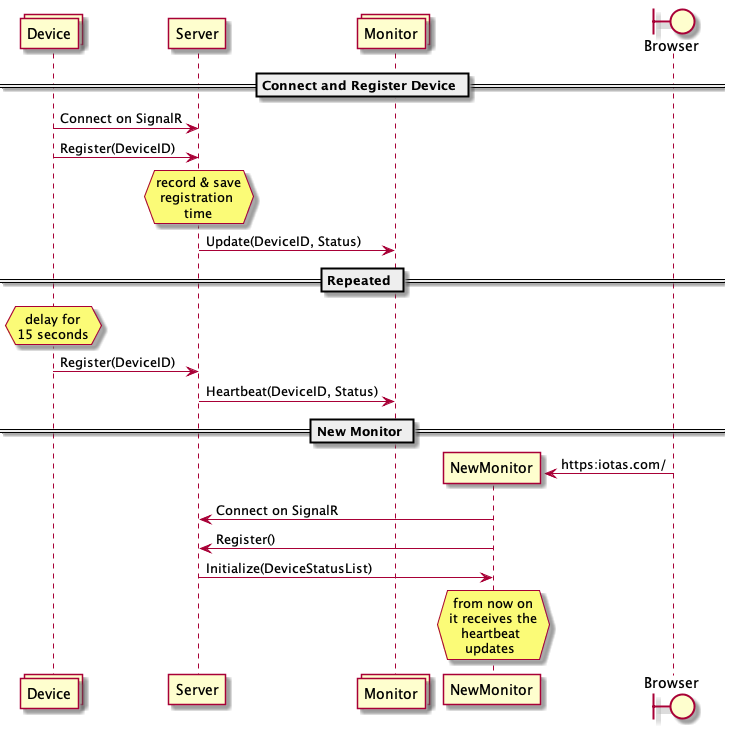 Device
Server
Monitor
Browser
Connect and Register Device
Connect on SignalR
Register(DeviceID)
record & save
registration
time
Update(DeviceID, Status)
Repeated
delay for
15 seconds
Register(DeviceID)
Heartbeat(DeviceID, Status)
New Monitor
NewMonitor
https:iotas.com/
Connect on SignalR
Register()
Initialize(DeviceStatusList)
from now on
it receives the
heartbeat
updates
Device
Server
Monitor
NewMonitor
Browser